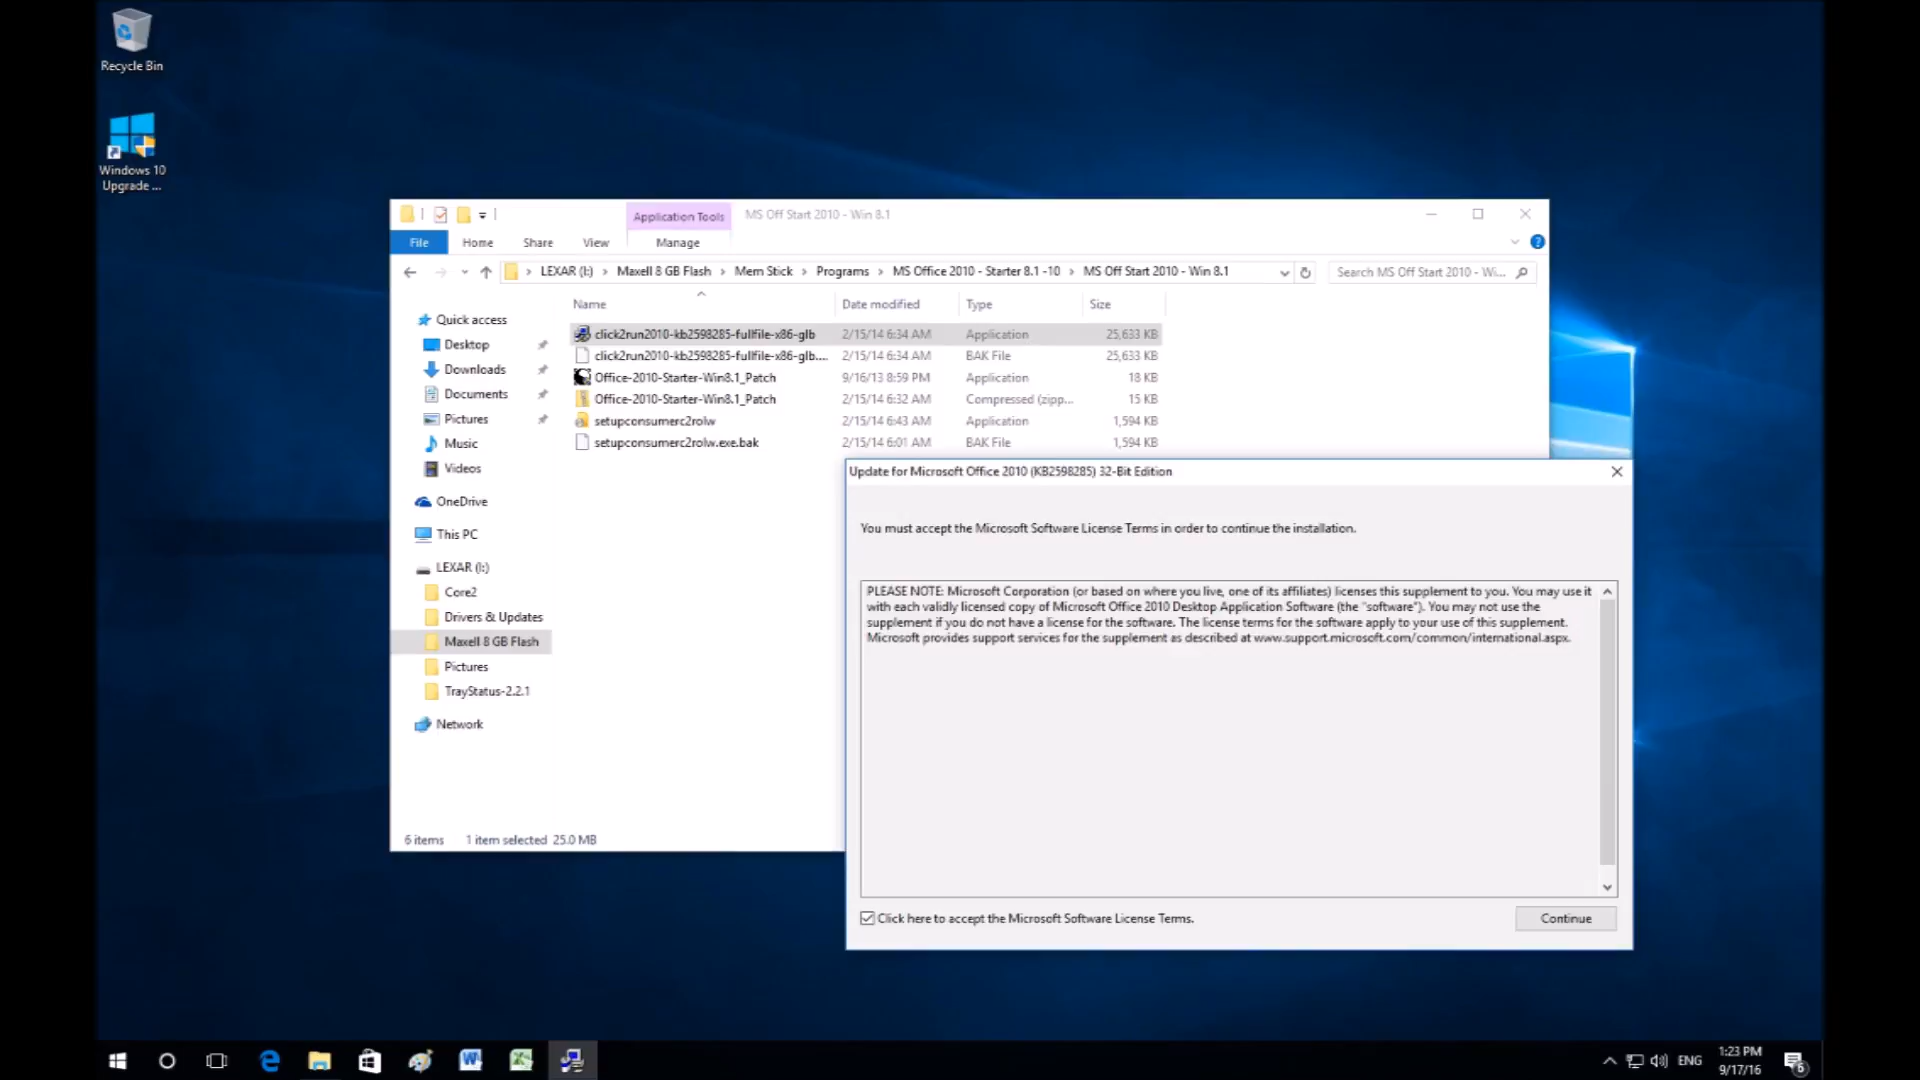 Recycle Bin
Windows 10
Upgrade ...
Application Tools
MS Off Start 2010 - Win 8.1
File
Home
Share
View
Manage
LEXAR (I:)
Maxell 8 GB Flash
Mem Stick
Programs
MS Office 2010 - Starter 8.1 -10
MS Off Start 2010 - Win 8.1
Search MS Off Start 2010 - Wi...
Name
Date modified
Type
Size
click2run2010-kb2598285-fullfile-x86-glb 2/15/14 6:34 AM Application 25,633 KB
click2run2010-kb2598285-fullfile-x86-glb.... 2/15/14 6:34 AM BAK File 25,633 KB
Office-2010-Starter-Win8.1_Patch 9/16/13 8:59 PM Application 18 KB
Office-2010-Starter-Win8.1_Patch 2/15/14 6:32 AM Compressed (zipp... 15 KB
setupconsumerc2rolw 2/15/14 6:43 AM Application 1,594 KB
setupconsumerc2rolw.exe.bak 2/15/14 6:01 AM BAK File 1,594 KB
Quick access
Desktop
Downloads
Documents
Pictures
Music
Videos
OneDrive
This PC
LEXAR (I:)
Core2
Drivers & Updates
Maxell 8 GB Flash
Pictures
TrayStatus-2.2.1
Network
6 items 1 item selected 25.0 MB
Update for Microsoft Office 2010 (KB2598285) 32-Bit Edition
You must accept the Microsoft Software License Terms in order to continue the installation.
PLEASE NOTE: Microsoft Corporation (or based on where you live, one of its affiliates) licenses this supplement to you. You may use it
with each validly licensed copy of Microsoft Office 2010 Desktop Application Software (the "software"). You may not use the
supplement if you do not have a license for the software. The license terms for the software apply to your use of this supplement.
Microsoft provides support services for the supplement as described at www.support.microsoft.com/common/international.aspx.
Click here to accept the Microsoft Software License Terms.
Continue
ENG
1:23 PM
9/17/16
6